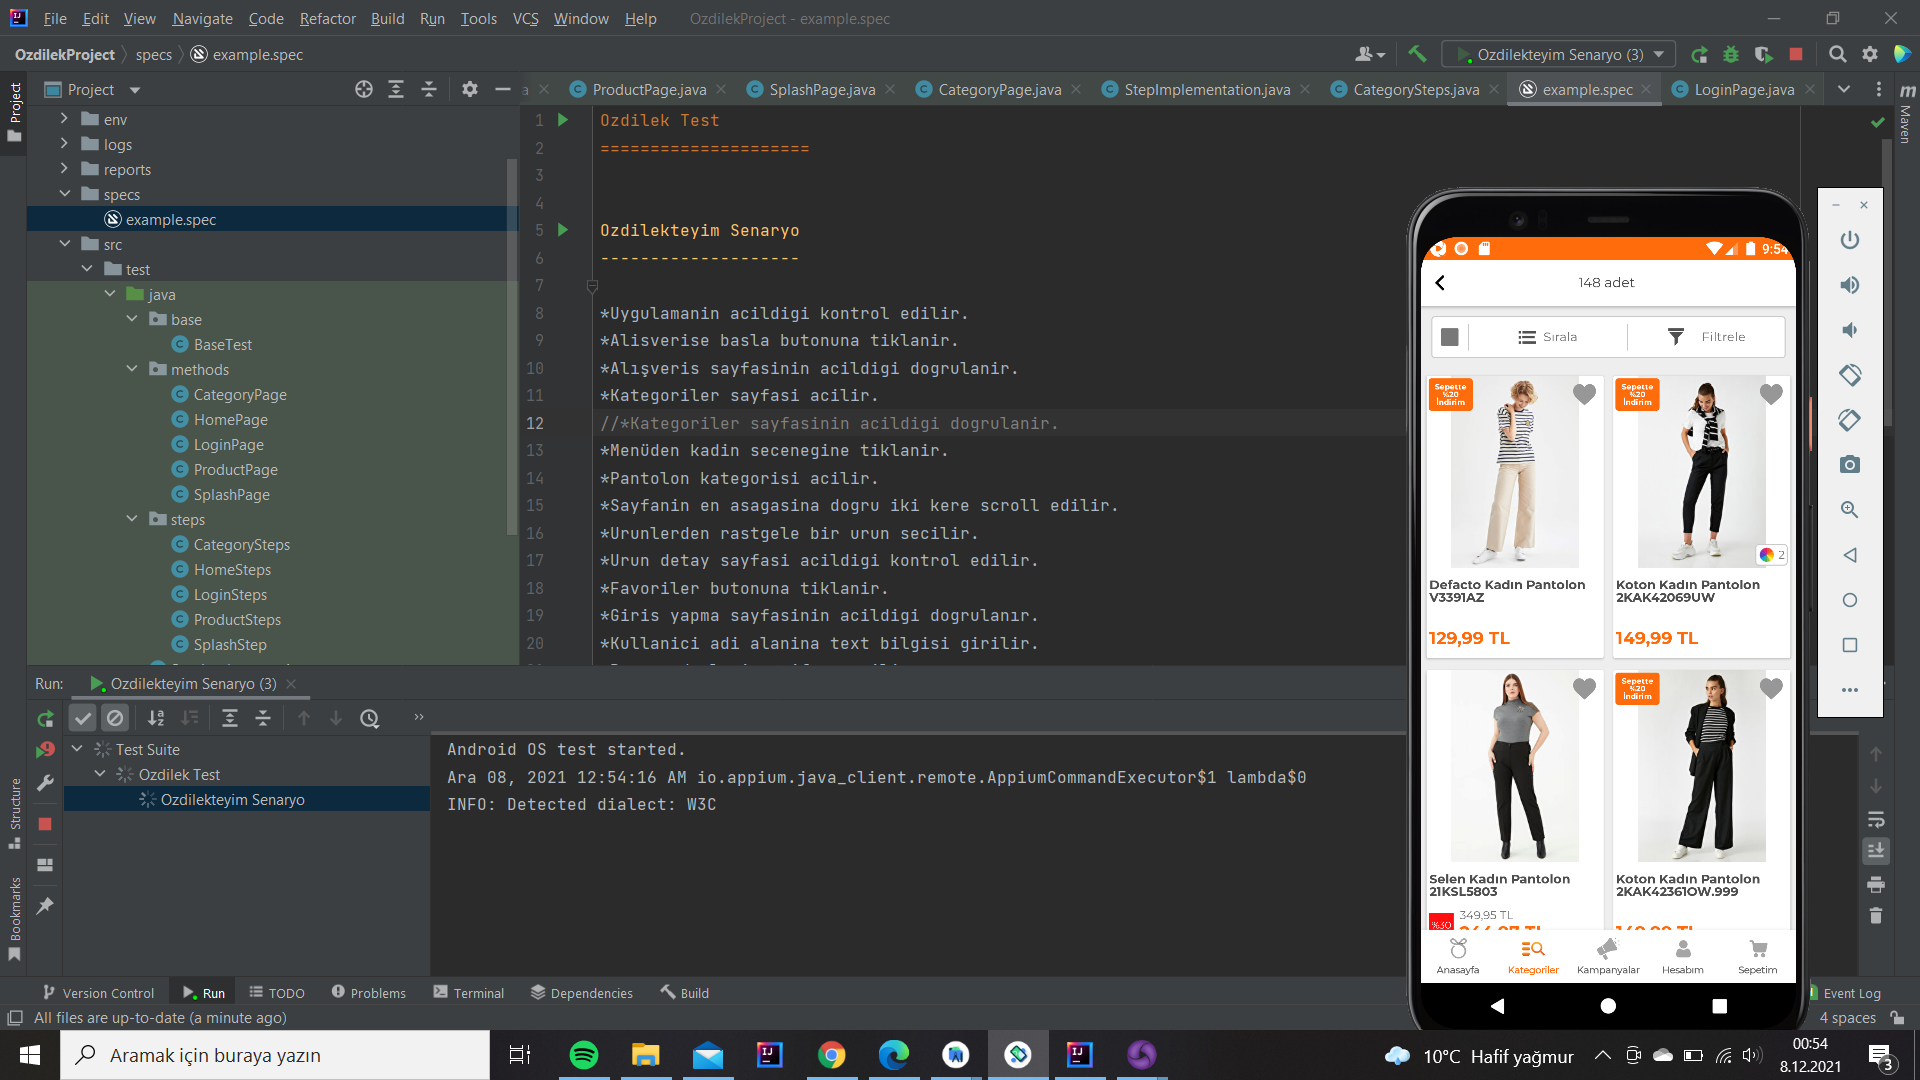 File Edit View Navigate Code Refactor Build Run Tools VCS Window Help OzdilekProject - example.spec
OzdilekProject specs example.spec
Ozdilekteyim Senaryo (3)
Project
ProductPage.java SplashPage.java CategoryPage.java StepImplementation.java CategorySteps.java example.spec LoginPage.java
Project
Maven
env
logs
reports
specs
example.spec
src
test
java
base
BaseTest
methods
CategoryPage
HomePage
LoginPage
ProductPage
SplashPage
steps
CategorySteps
HomeSteps
LoginSteps
ProductSteps
SplashStep
1 Ozdilek Test
2 =====================
3
4
5 Ozdilekteyim Senaryo
6 --------------------
7
8 *Uygulamanin acildigi kontrol edilir.
9 *Alisverise basla butonuna tiklanir.
10 *Alışveris sayfasinin acildigi dogrulanir.
11 *Kategoriler sayfasi acilir.
12 //*Kategoriler sayfasinin acildigi dogrulanir.
13 *Menüden kadin secenegine tiklanir.
14 *Pantolon kategorisi acilir.
15 *Sayfanin en asagasina dogru iki kere scroll edilir.
16 *Urunlerden rastgele bir urun secilir.
17 *Urun detay sayfasi acildigi kontrol edilir.
18 *Favoriler butonuna tiklanir.
19 *Giris yapma sayfasinin acildigi dogrulanır.
20 *Kullanici adi alanina text bilgisi girilir.
9:54
148 adet
Sırala Filtrele
Sepette %20 İndirim
Sepette %20 İndirim
2
Defacto Kadın Pantolon V3391AZ
129,99 TL
Koton Kadın Pantolon 2KAK42069UW
149,99 TL
Sepette %20 İndirim
Selen Kadın Pantolon 21KSL5803
%30 349,95 TL
Koton Kadın Pantolon 2KAK42361OW.999
Anasayfa Kategoriler Kampanyalar Hesabım Sepetim
Run: Ozdilekteyim Senaryo (3)
Test Suite
Ozdilek Test
Ozdilekteyim Senaryo
Android OS test started.
Ara 08, 2021 12:54:16 AM io.appium.java_client.remote.AppiumCommandExecutor$1 lambda$0
INFO: Detected dialect: W3C
Structure
Bookmarks
Version Control Run TODO Problems Terminal Dependencies Build Event Log
All files are up-to-date (a minute ago) 4 spaces
Aramak için buraya yazın
10°C Hafif yağmur
00:54
8.12.2021
3